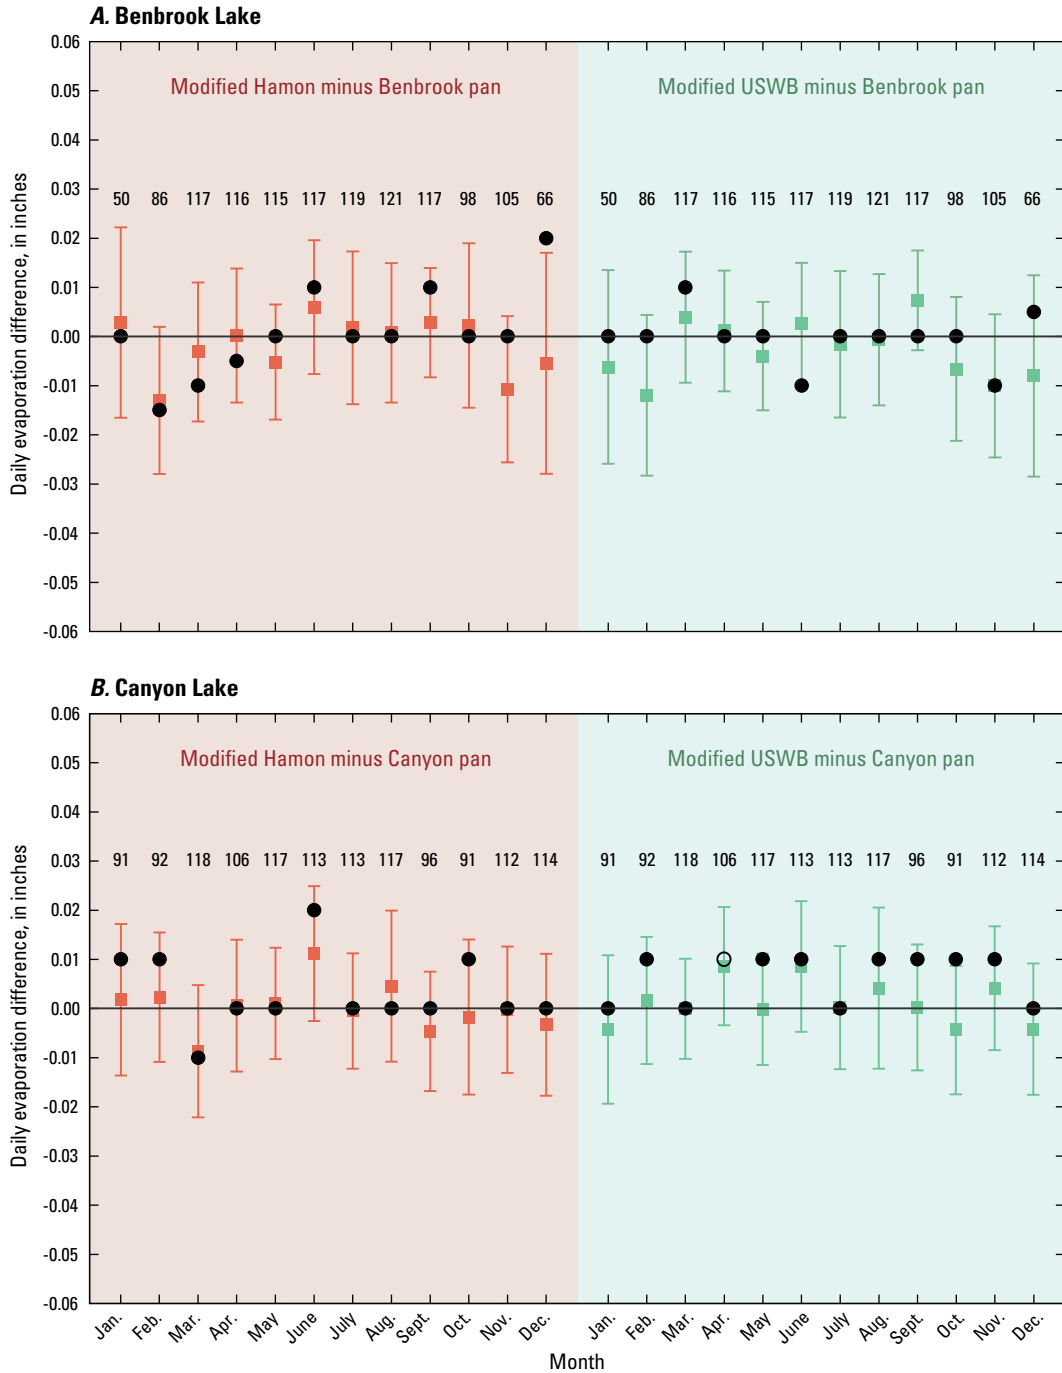 A. Benbrook Lake
Modified Hamon minus Benbrook pan
Modified USWB minus Benbrook pan
Daily evaporation difference, in inches
0.06
0.05
0.04
0.03
0.02
0.01
0.00
-0.01
-0.02
-0.03
-0.04
-0.05
-0.06
50 86 117 116 115 117 119 121 117 98 105 66
50 86 117 116 115 117 119 121 117 98 105 66
B. Canyon Lake
Modified Hamon minus Canyon pan
Modified USWB minus Canyon pan
Daily evaporation difference, in inches
0.06
0.05
0.04
0.03
0.02
0.01
0.00
-0.01
-0.02
-0.03
-0.04
-0.05
-0.06
91 92 118 106 117 113 113 117 96 91 112 114
91 92 118 106 117 113 113 117 96 91 112 114
Jan. Feb. Mar. Apr. May June July Aug. Sept. Oct. Nov. Dec.
Jan. Feb. Mar. Apr. May June July Aug. Sept. Oct. Nov. Dec.
Month